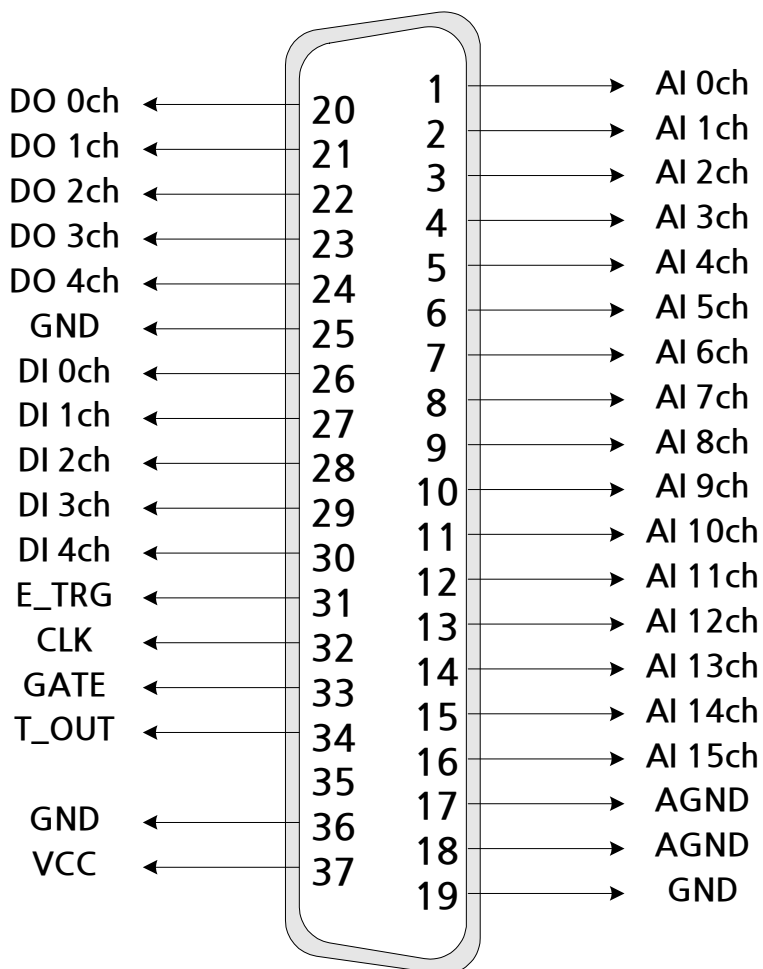 1 AI 0ch
DO 0ch 20
2 AI 1ch
DO 1ch 21
3 AI 2ch
DO 2ch 22
4 AI 3ch
DO 3ch 23
5 AI 4ch
DO 4ch 24
6 AI 5ch
GND 25
7 AI 6ch
DI 0ch 26
8 AI 7ch
DI 1ch 27
9 AI 8ch
DI 2ch 28
10 AI 9ch
DI 3ch 29
11 AI 10ch
DI 4ch 30
12 AI 11ch
E_TRG 31
13 AI 12ch
CLK 32
14 AI 13ch
GATE 33
15 AI 14ch
T_OUT 34
16 AI 15ch
35
17 AGND
GND 36
18 AGND
VCC 37
19 GND